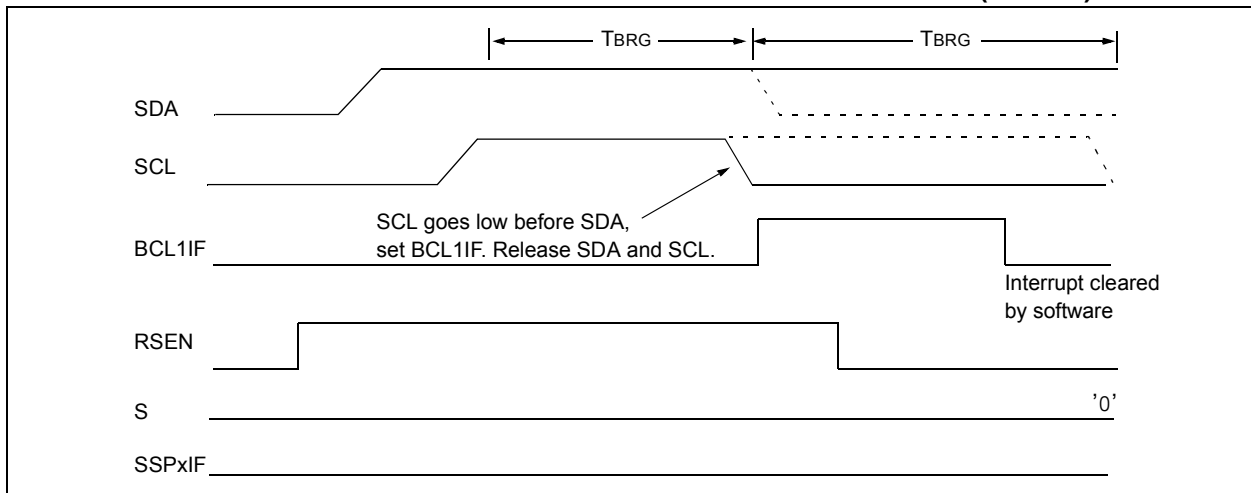 TBRG
TBRG
SDA
SCL
SCL goes low before SDA,
set BCL1IF. Release SDA and SCL.
BCL1IF
Interrupt cleared
by software
RSEN
S
'0'
SSPxIF